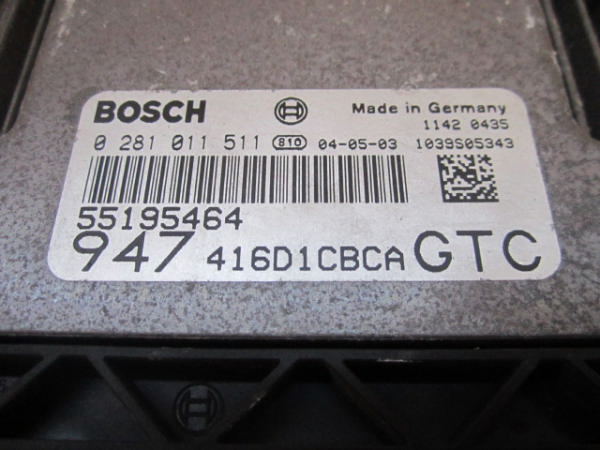 BOSCH Made in Germany
1142 0435
0 281 011 511 810 04-05-03 1039S05343
55195464
947 416D1CBCA GTC